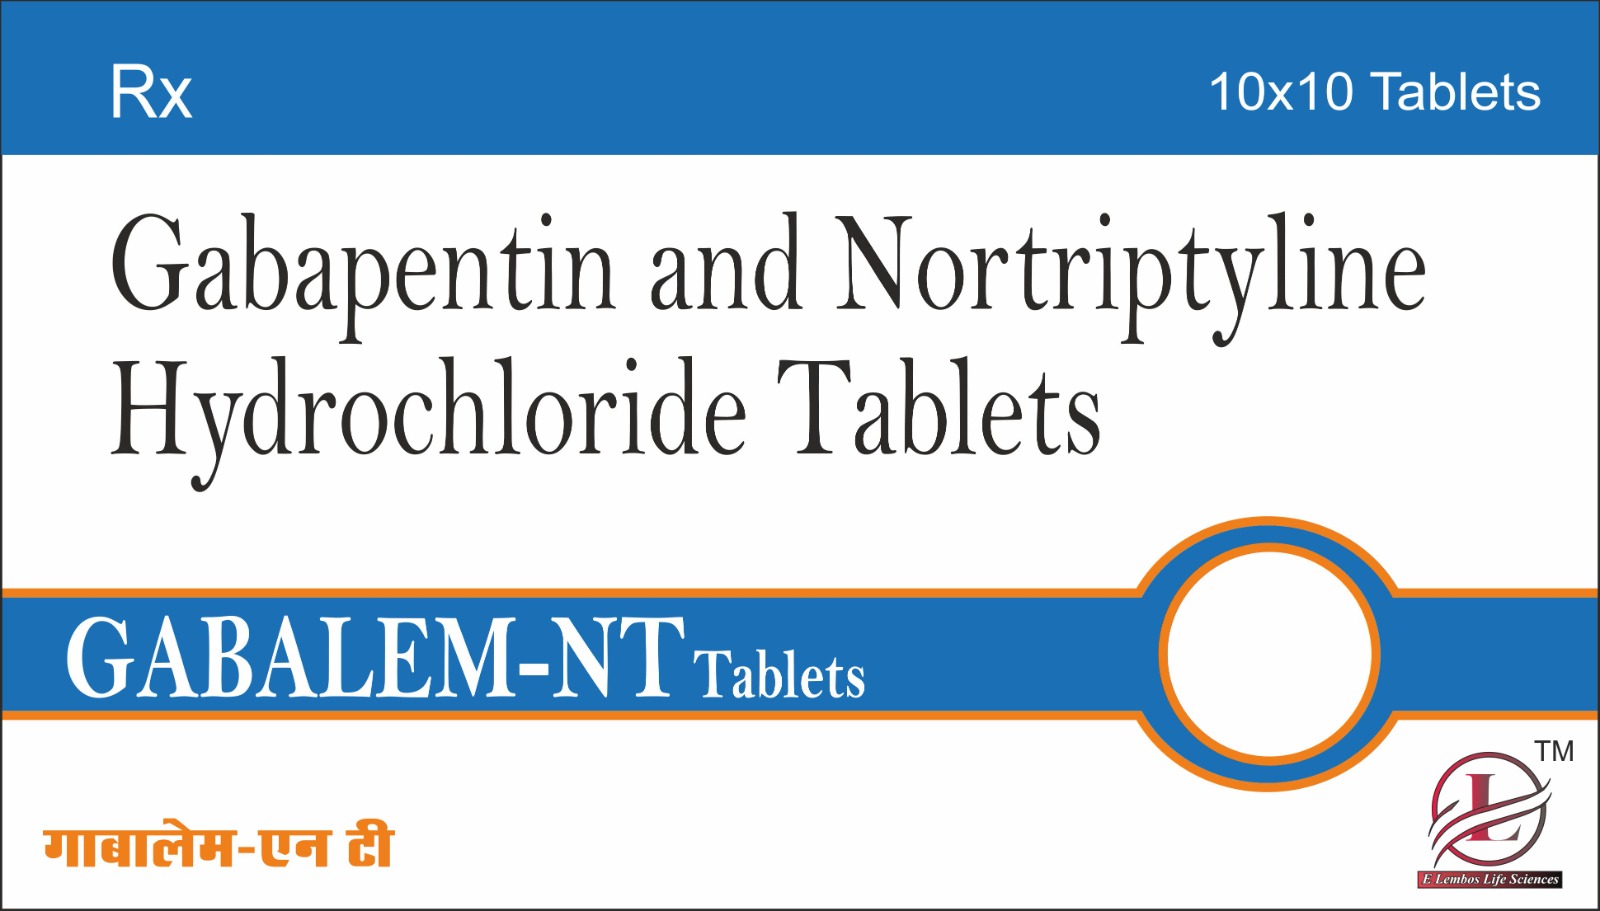 Rx
10x10 Tablets
Gabapentin and Nortriptyline
Hydrochloride Tablets
GABALEM-NT Tablets
TM
L
गाबालेम-एन टी
E Lembos Life Sciences